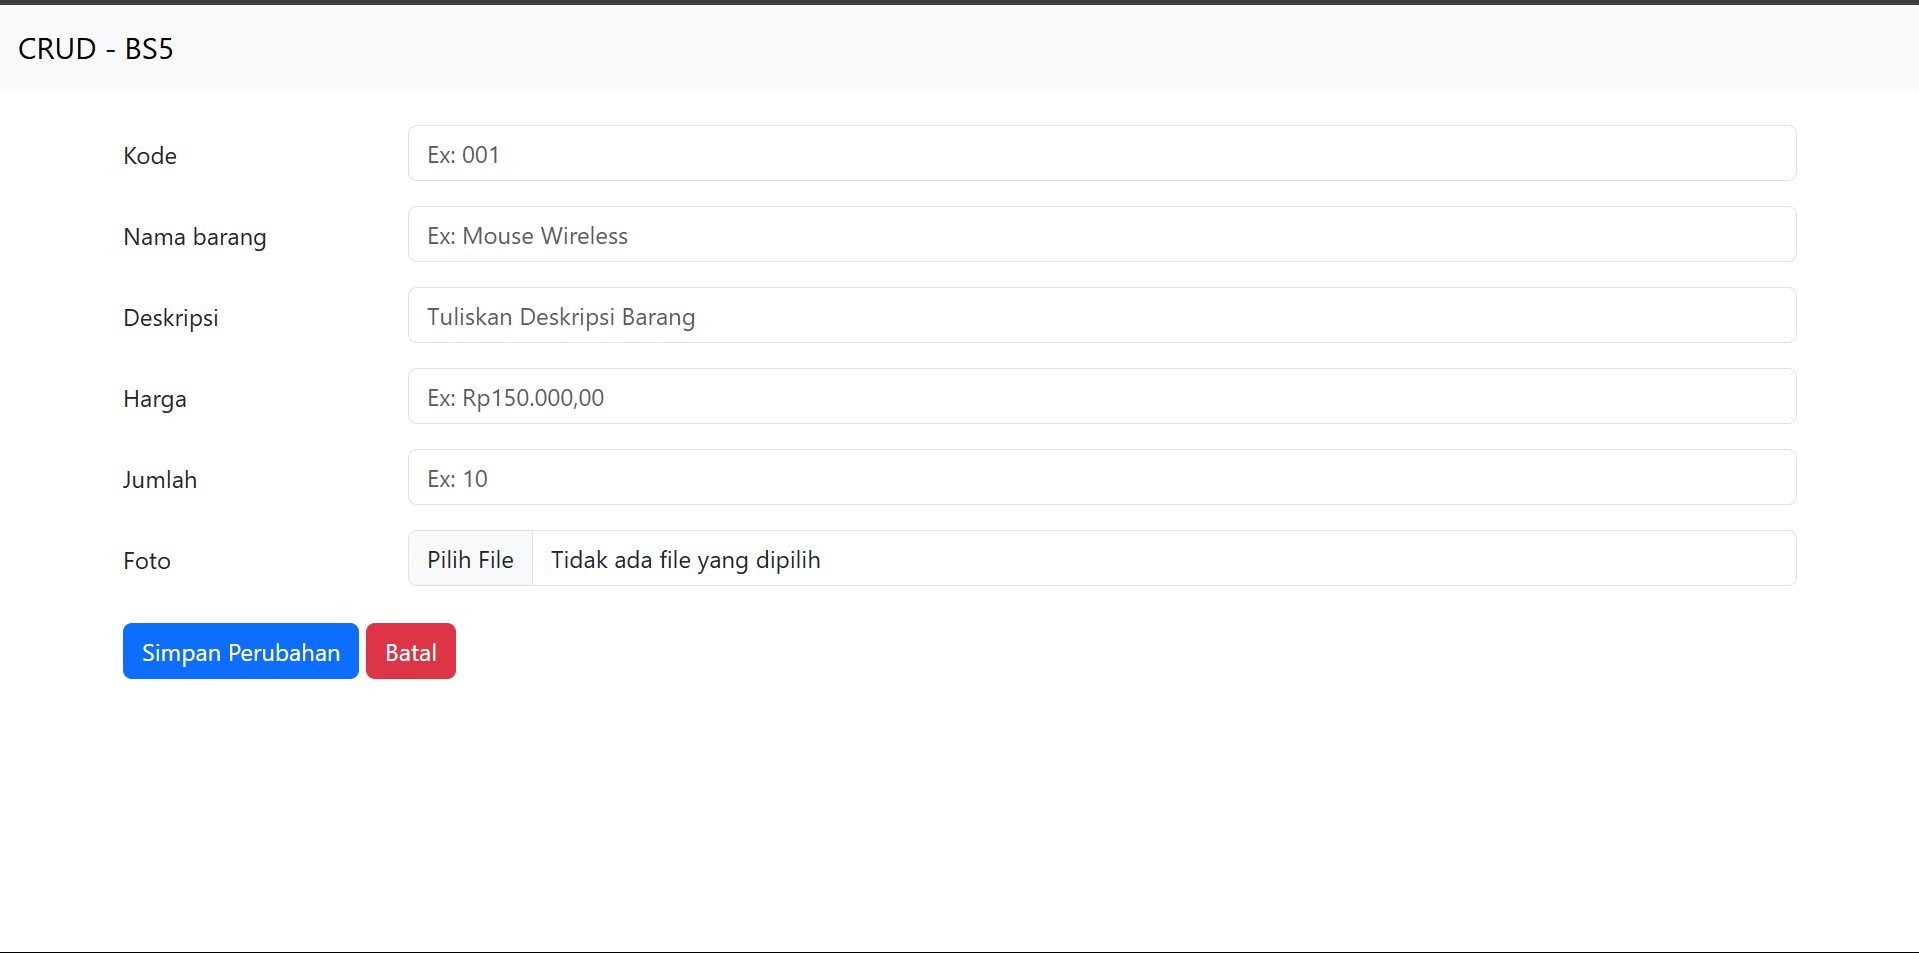 CRUD - BS5
Kode
Ex: 001
Nama barang
Ex: Mouse Wireless
Deskripsi
Tuliskan Deskripsi Barang
Harga
Ex: Rp150.000,00
Jumlah
Ex: 10
Foto
Pilih File Tidak ada file yang dipilih
Simpan Perubahan Batal